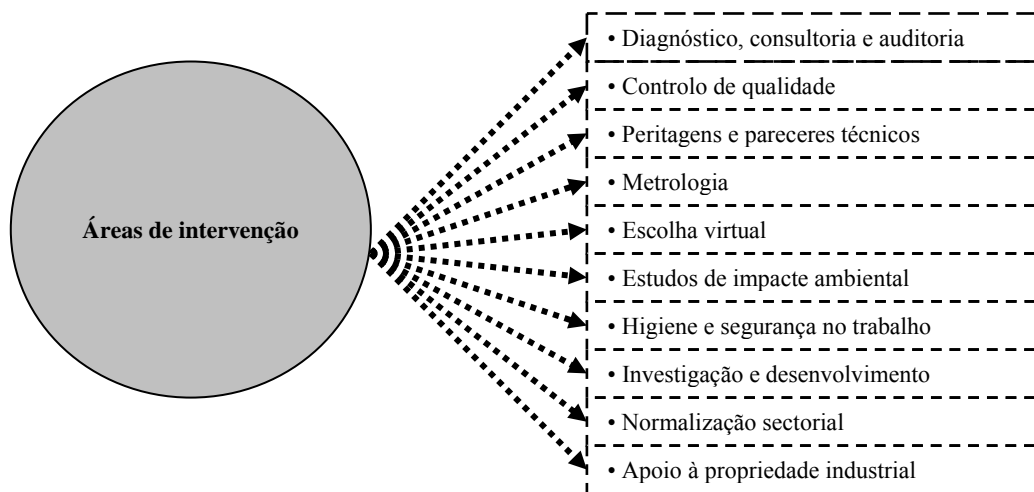 Áreas de intervenção
• Diagnóstico, consultoria e auditoria
• Controlo de qualidade
• Peritagens e pareceres técnicos
• Metrologia
• Escolha virtual
• Estudos de impacte ambiental
• Higiene e segurança no trabalho
• Investigação e desenvolvimento
• Normalização sectorial
• Apoio à propriedade industrial